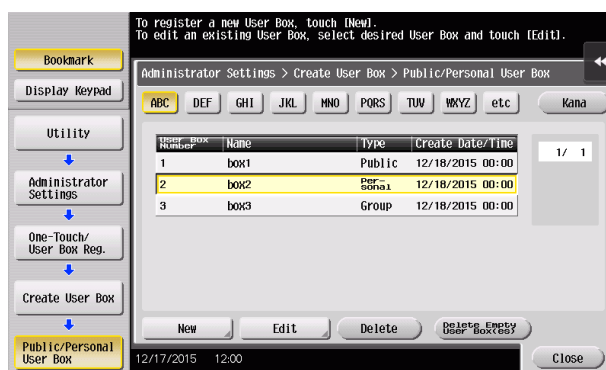 To register a new User Box, touch [New].
To edit an existing User Box, select desired User Box and touch [Edit].
Bookmark
Display Keypad
Utility
Administrator
Settings
One-Touch/
User Box Reg.
Create User Box
Public/Personal
User Box
Administrator Settings > Create User Box > Public/Personal User Box
ABC DEF GHI JKL MNO PQRS TUV WXYZ etc Kana
User Box
Number Name Type Create Date/Time
1 box1 Public 12/18/2015 00:00
2 box2 Per-
sonal 12/18/2015 00:00
3 box3 Group 12/18/2015 00:00
1/ 1
New Edit Delete Delete Empty
User Box(es)
12/17/2015 12:00 Close